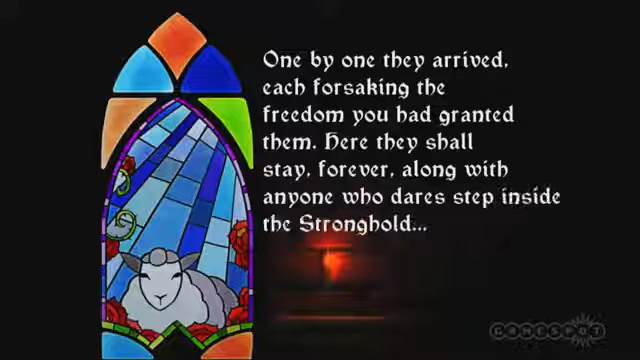 One by one they arrived,
each forsaking the
freedom you had granted
them. Here they shall
stay, forever, along with
anyone who dares step inside
the Stronghold...
GAMESPOT